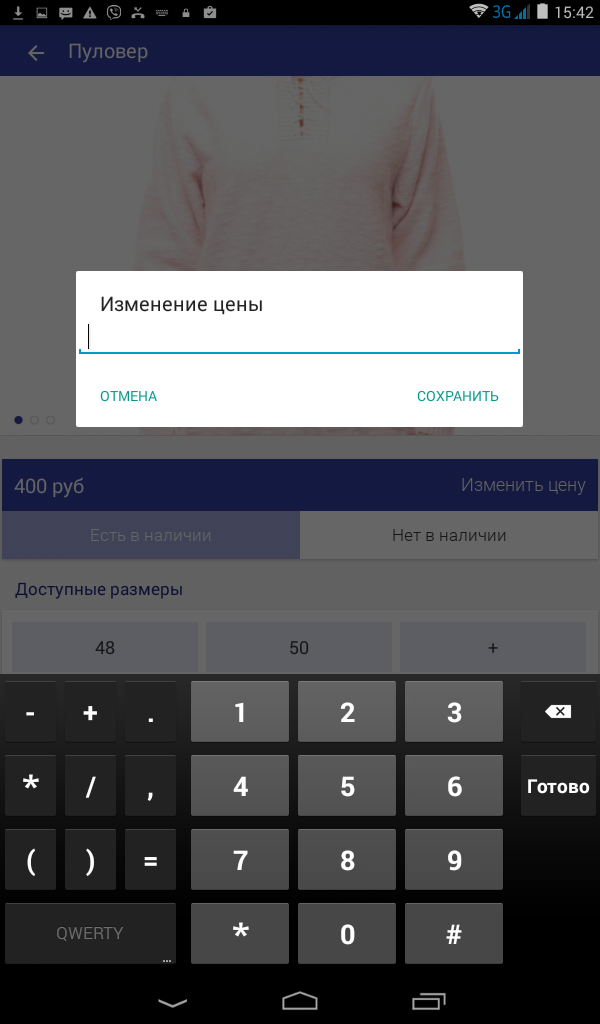 3G 15:42
Пуловер
Изменение цены
ОТМЕНА СОХРАНИТЬ
400 руб Изменить цену
Есть в наличии Нет в наличии
Доступные размеры
48 50 +
- + . 1 2 3
* / , 4 5 6 Готово
( ) = 7 8 9
QWERTY ... * 0 #